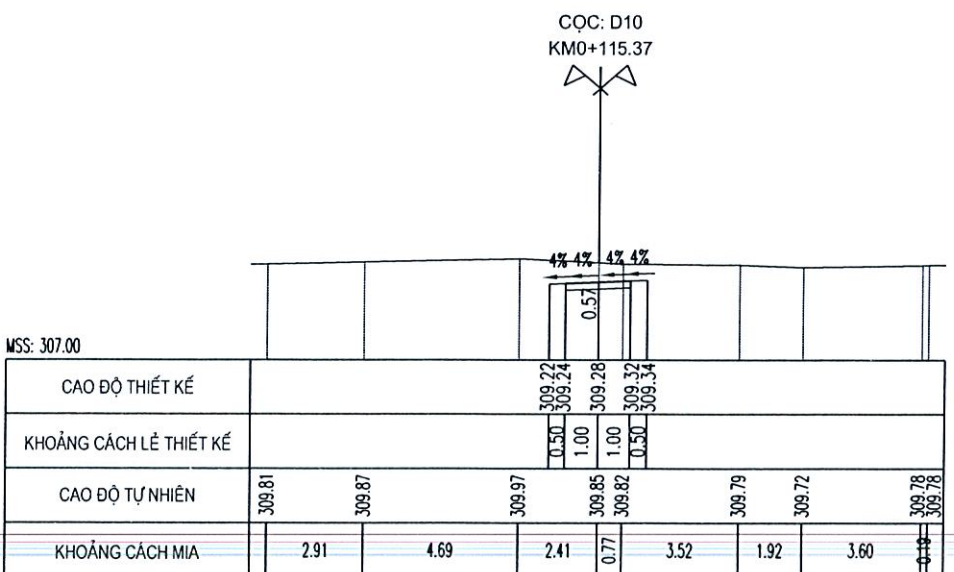 CỌC: D10
KM0+115.37
4% 4% 4% 4%
0.57
MSS: 307.00
CAO ĐỘ THIẾT KẾ 309.22 309.24 309.28 309.32 309.34
KHOẢNG CÁCH LẺ THIẾT KẾ 0.50 1.00 1.00 0.50
CAO ĐỘ TỰ NHIÊN 309.81 309.87 309.97 309.85 309.82 309.79 309.72 309.78 309.78
KHOẢNG CÁCH MIA 2.91 4.69 2.41 0.77 3.52 1.92 3.60 0.19